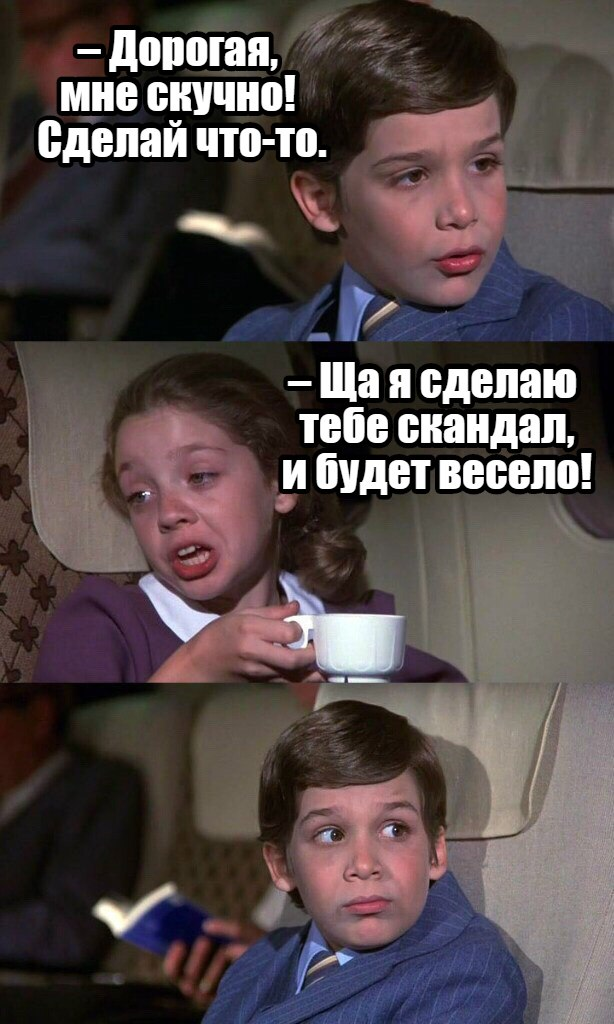 – Дорогая,
мне скучно!
Сделай что-то.
– Ща я сделаю
тебе скандал,
и будет весело!